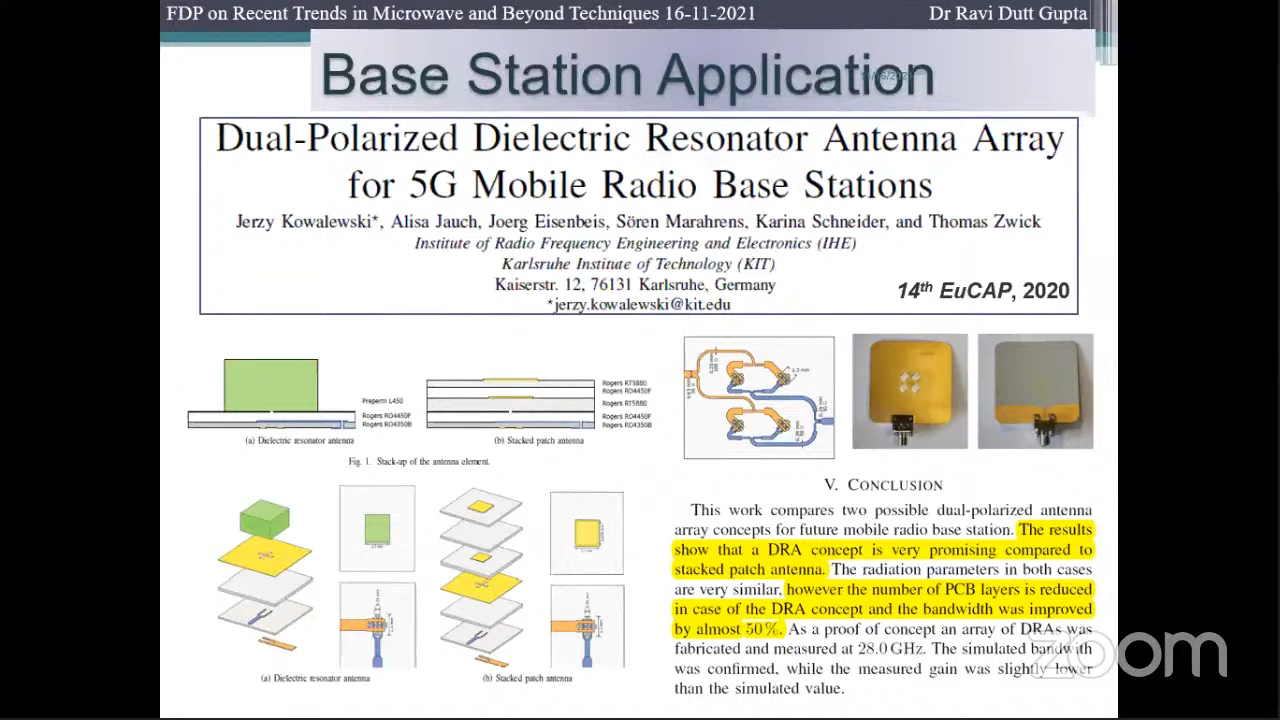 FDP on Recent Trends in Microwave and Beyond Techniques 16-11-2021
Dr Ravi Dutt Gupta
Base Station Application
Dual-Polarized Dielectric Resonator Antenna Array
for 5G Mobile Radio Base Stations
Jerzy Kowalewski*, Alisa Jauch, Joerg Eisenbeis, Sören Marahrens, Karina Schneider, and Thomas Zwick
Institute of Radio Frequency Engineering and Electronics (IHE)
Karlsruhe Institute of Technology (KIT)
Kaiserstr. 12, 76131 Karlsruhe, Germany
*jerzy.kowalewski@kit.edu
14th EuCAP, 2020
Preperm L450
Rogers RO4450F
Rogers RO4350B
(a) Dielectric resonator antenna
Rogers RT5880
Rogers RO4450F
Rogers RT5880
Rogers RO4450F
Rogers RO4350B
(b) Stacked patch antenna
Fig. 1. Stack-up of the antenna element.
(a) Dielectric resonator antenna
(b) Stacked patch antenna
V. CONCLUSION
This work compares two possible dual-polarized antenna
array concepts for future mobile radio base station. The results
show that a DRA concept is very promising compared to
stacked patch antenna. The radiation parameters in both cases
are very similar, however the number of PCB layers is reduced
in case of the DRA concept and the bandwidth was improved
by almost 50%. As a proof of concept an array of DRAs was
fabricated and measured at 28.0 GHz. The simulated bandwith
was confirmed, while the measured gain was slightly lower
than the simulated value.
zoom